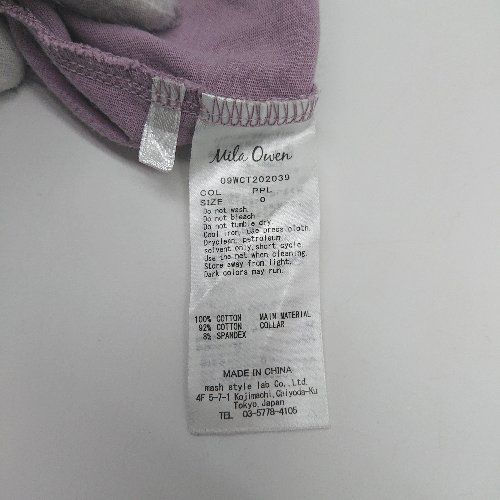 Mila Owen
09WCT202039
COL PPL
SIZE 0
Do not wash.
Do not bleach
Do not tumble dry
Cool iron, use press cloth.
Dryclean, petroleum
solvent only,short cycle
Use the net when cleaning.
Store away from light.
Dark colors may run.
100% COTTON MAIN MATERIAL
92% COTTON COLLAR
8% SPANDEX
MADE IN CHINA
mash style lab Co.,Ltd.
4F 5-7-1 Kojimachi,Chiyoda-Ku
Tokyo,Japan
TEL 03-5778-4105